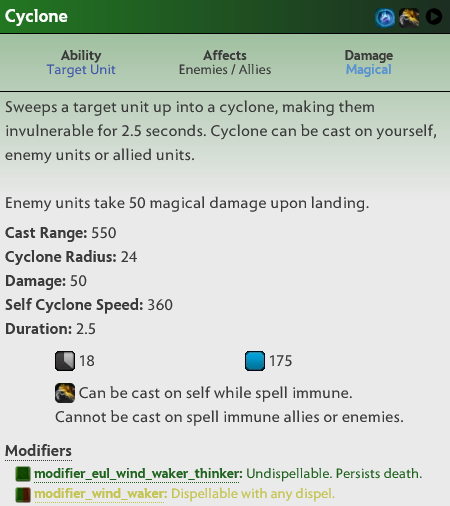 Cyclone
Ability Affects Damage
Target Unit Enemies / Allies Magical
Sweeps a target unit up into a cyclone, making them
invulnerable for 2.5 seconds. Cyclone can be cast on yourself,
enemy units or allied units.
Enemy units take 50 magical damage upon landing.
Cast Range: 550
Cyclone Radius: 24
Damage: 50
Self Cyclone Speed: 360
Duration: 2.5
18 175
Can be cast on self while spell immune.
Cannot be cast on spell immune allies or enemies.
Modifiers
modifier_eul_wind_waker_thinker: Undispellable. Persists death.
modifier_wind_waker: Dispellable with any dispel.